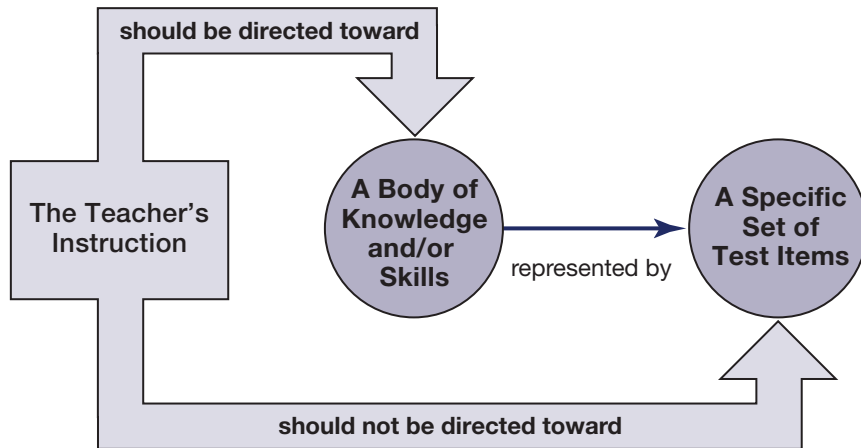 should be directed toward
The Teacher’s
Instruction
A Body of
Knowledge
and/or
Skills
represented by
A Specific
Set of
Test Items
should not be directed toward